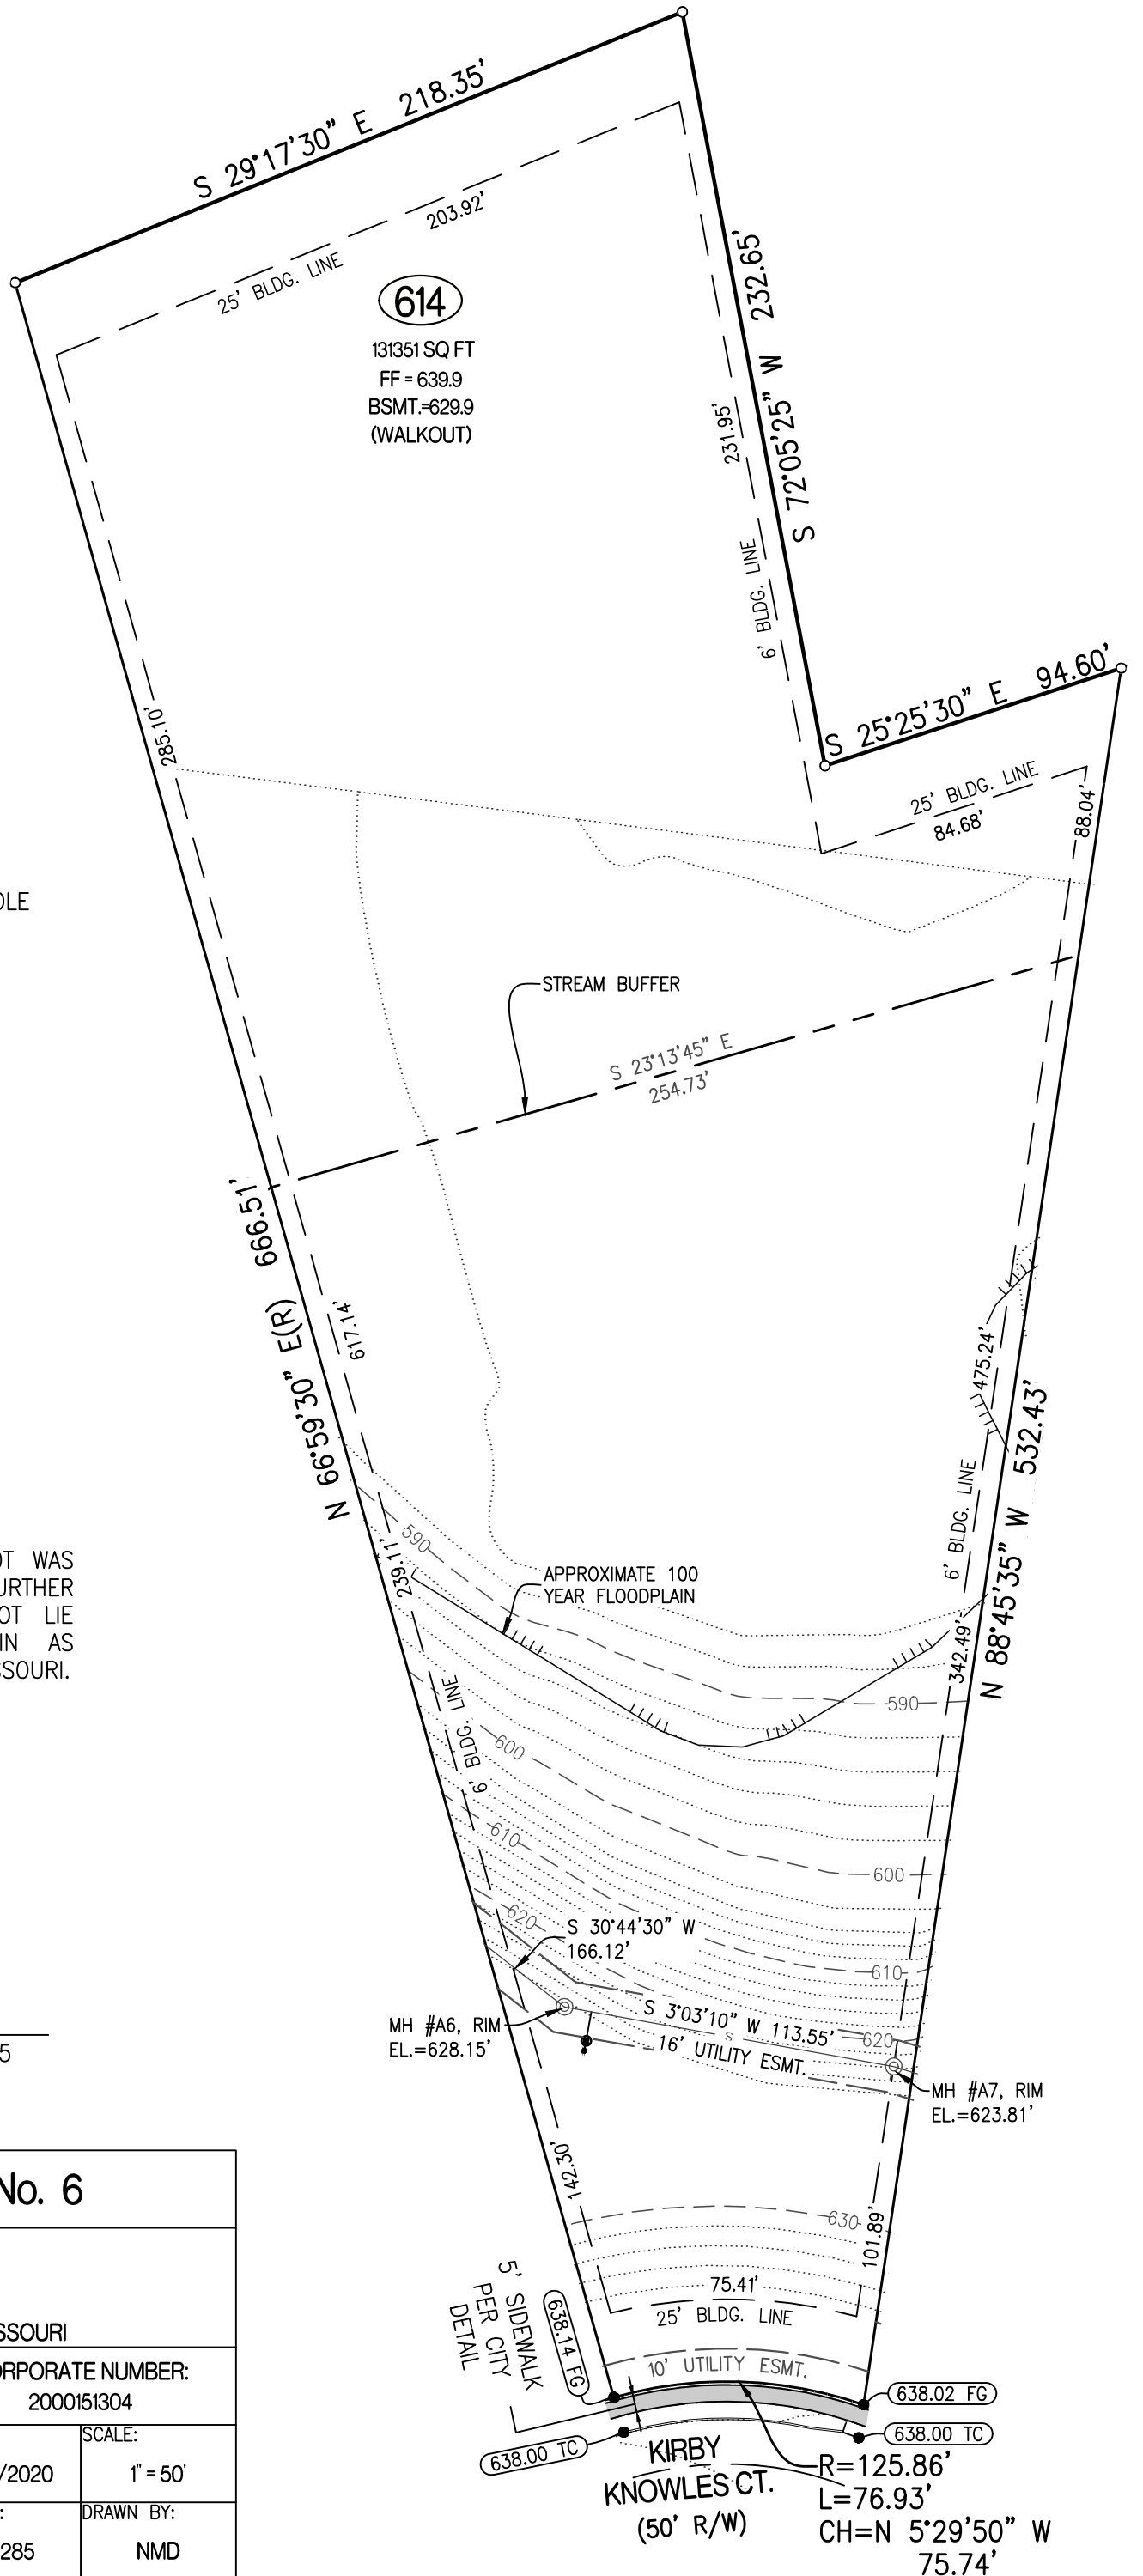 S 29°17'30" E 218.35'
25' BLDG. LINE
203.92'
614
131351 SQ FT
FF = 639.9
BSMT.=629.9
(WALKOUT)
S 72°05'25" W 232.65'
231.95'
6' BLDG. LINE
S 25°25'30" E 94.60'
25' BLDG. LINE
84.68'
88.04'
285.10'
OLE
STREAM BUFFER
S 23°13'45" E
254.73'
N 66°59'30" E(R) 666.51'
617.14'
475.24'
6' BLDG. LINE
N 88°45'35" W 532.43'
590
239.11'
APPROXIMATE 100
YEAR FLOODPLAIN
342.49'
590
OT WAS
URTHER
OT LIE
IN AS
SSOURI.
6' BLDG. LINE
600
600
610
610
620
S 30°44'30" W
166.12'
S 3°03'10" W 113.55'
S
620
16' UTILITY ESMT.
MH #A6, RIM
EL.=628.15'
MH #A7, RIM
EL.=623.81'
5
142.30'
630
101.89'
75.41'
25' BLDG. LINE
5' SIDEWALK
PER CITY
DETAIL
638.14 FG
10' UTILITY ESMT.
638.02 FG
638.00 TC
638.00 TC
KIRBY
KNOWLES CT.
(50' R/W)
R=125.86'
L=76.93'
CH=N 5°29'50" W
75.74'
No. 6
SSOURI
ORPORATE NUMBER:
2000151304
SCALE:
/2020
1" = 50'
:
DRAWN BY:
285
NMD